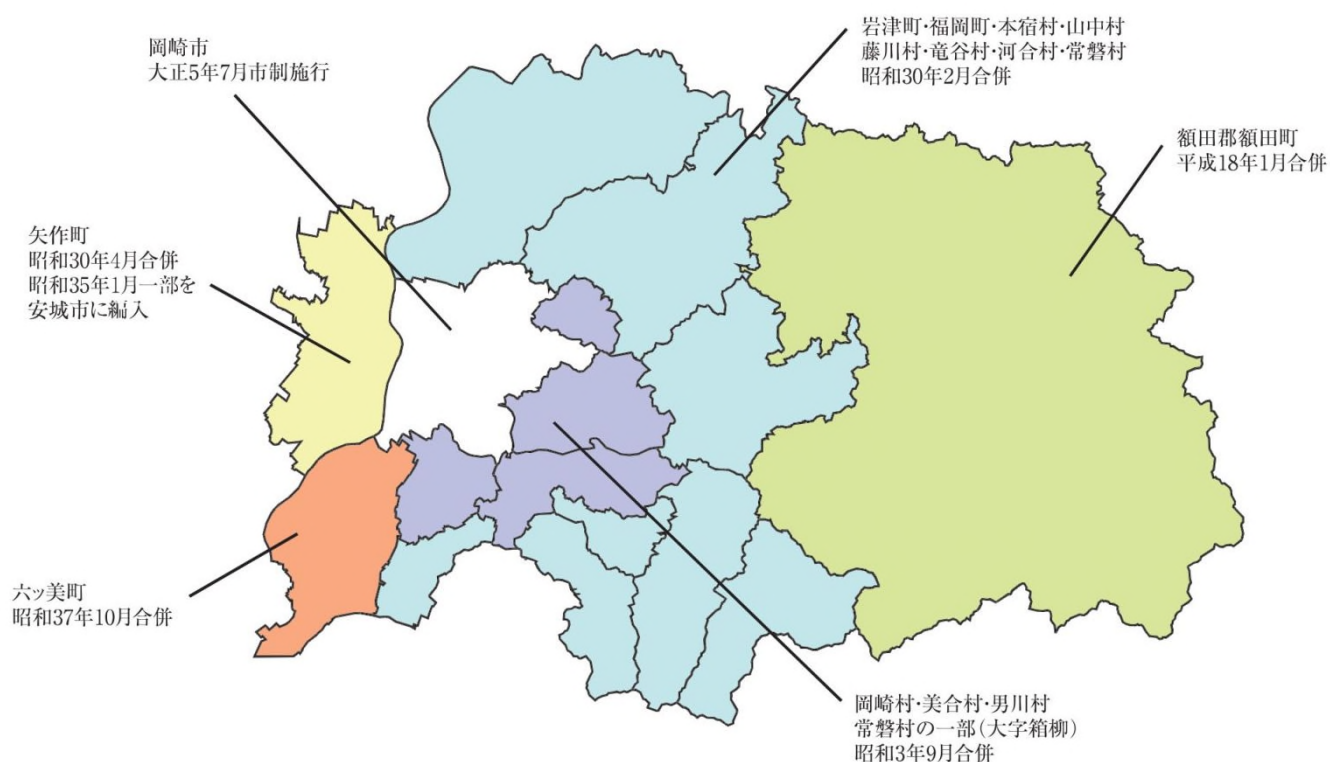 岡崎市
大正5年7月市制施行
岩津町・福岡町・本宿村・山中村
藤川村・竜谷村・河合村・常磐村
昭和30年2月合併
額田郡額田町
平成18年1月合併
矢作町
昭和30年4月合併
昭和35年1月一部を
安城市に編入
六ッ美町
昭和37年10月合併
岡崎村・美合村・男川村
常磐村の一部(大字箱柳)
昭和3年9月合併